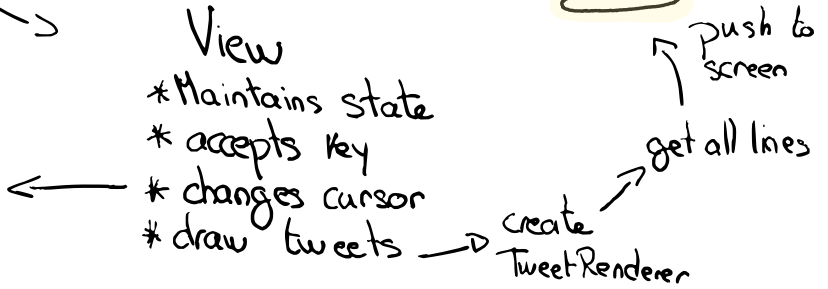 View
*Maintains state
* accepts key
* changes cursor
* draw tweets
create
TweetRenderer
get all lines
push to
screen